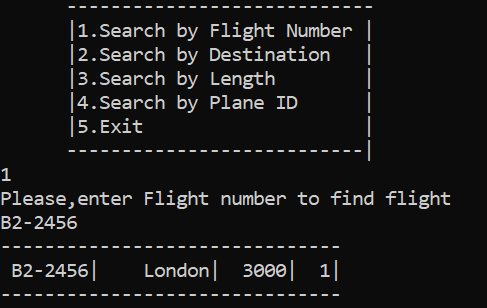 ----------------------------
|1.Search by Flight Number |
|2.Search by Destination   |
|3.Search by Length        |
|4.Search by Plane ID      |
|5.Exit                    |
---------------------------|
1
Please,enter Flight number to find flight
B2-2456
-------------------------------
 B2-2456|    London|  3000|  1|
-------------------------------